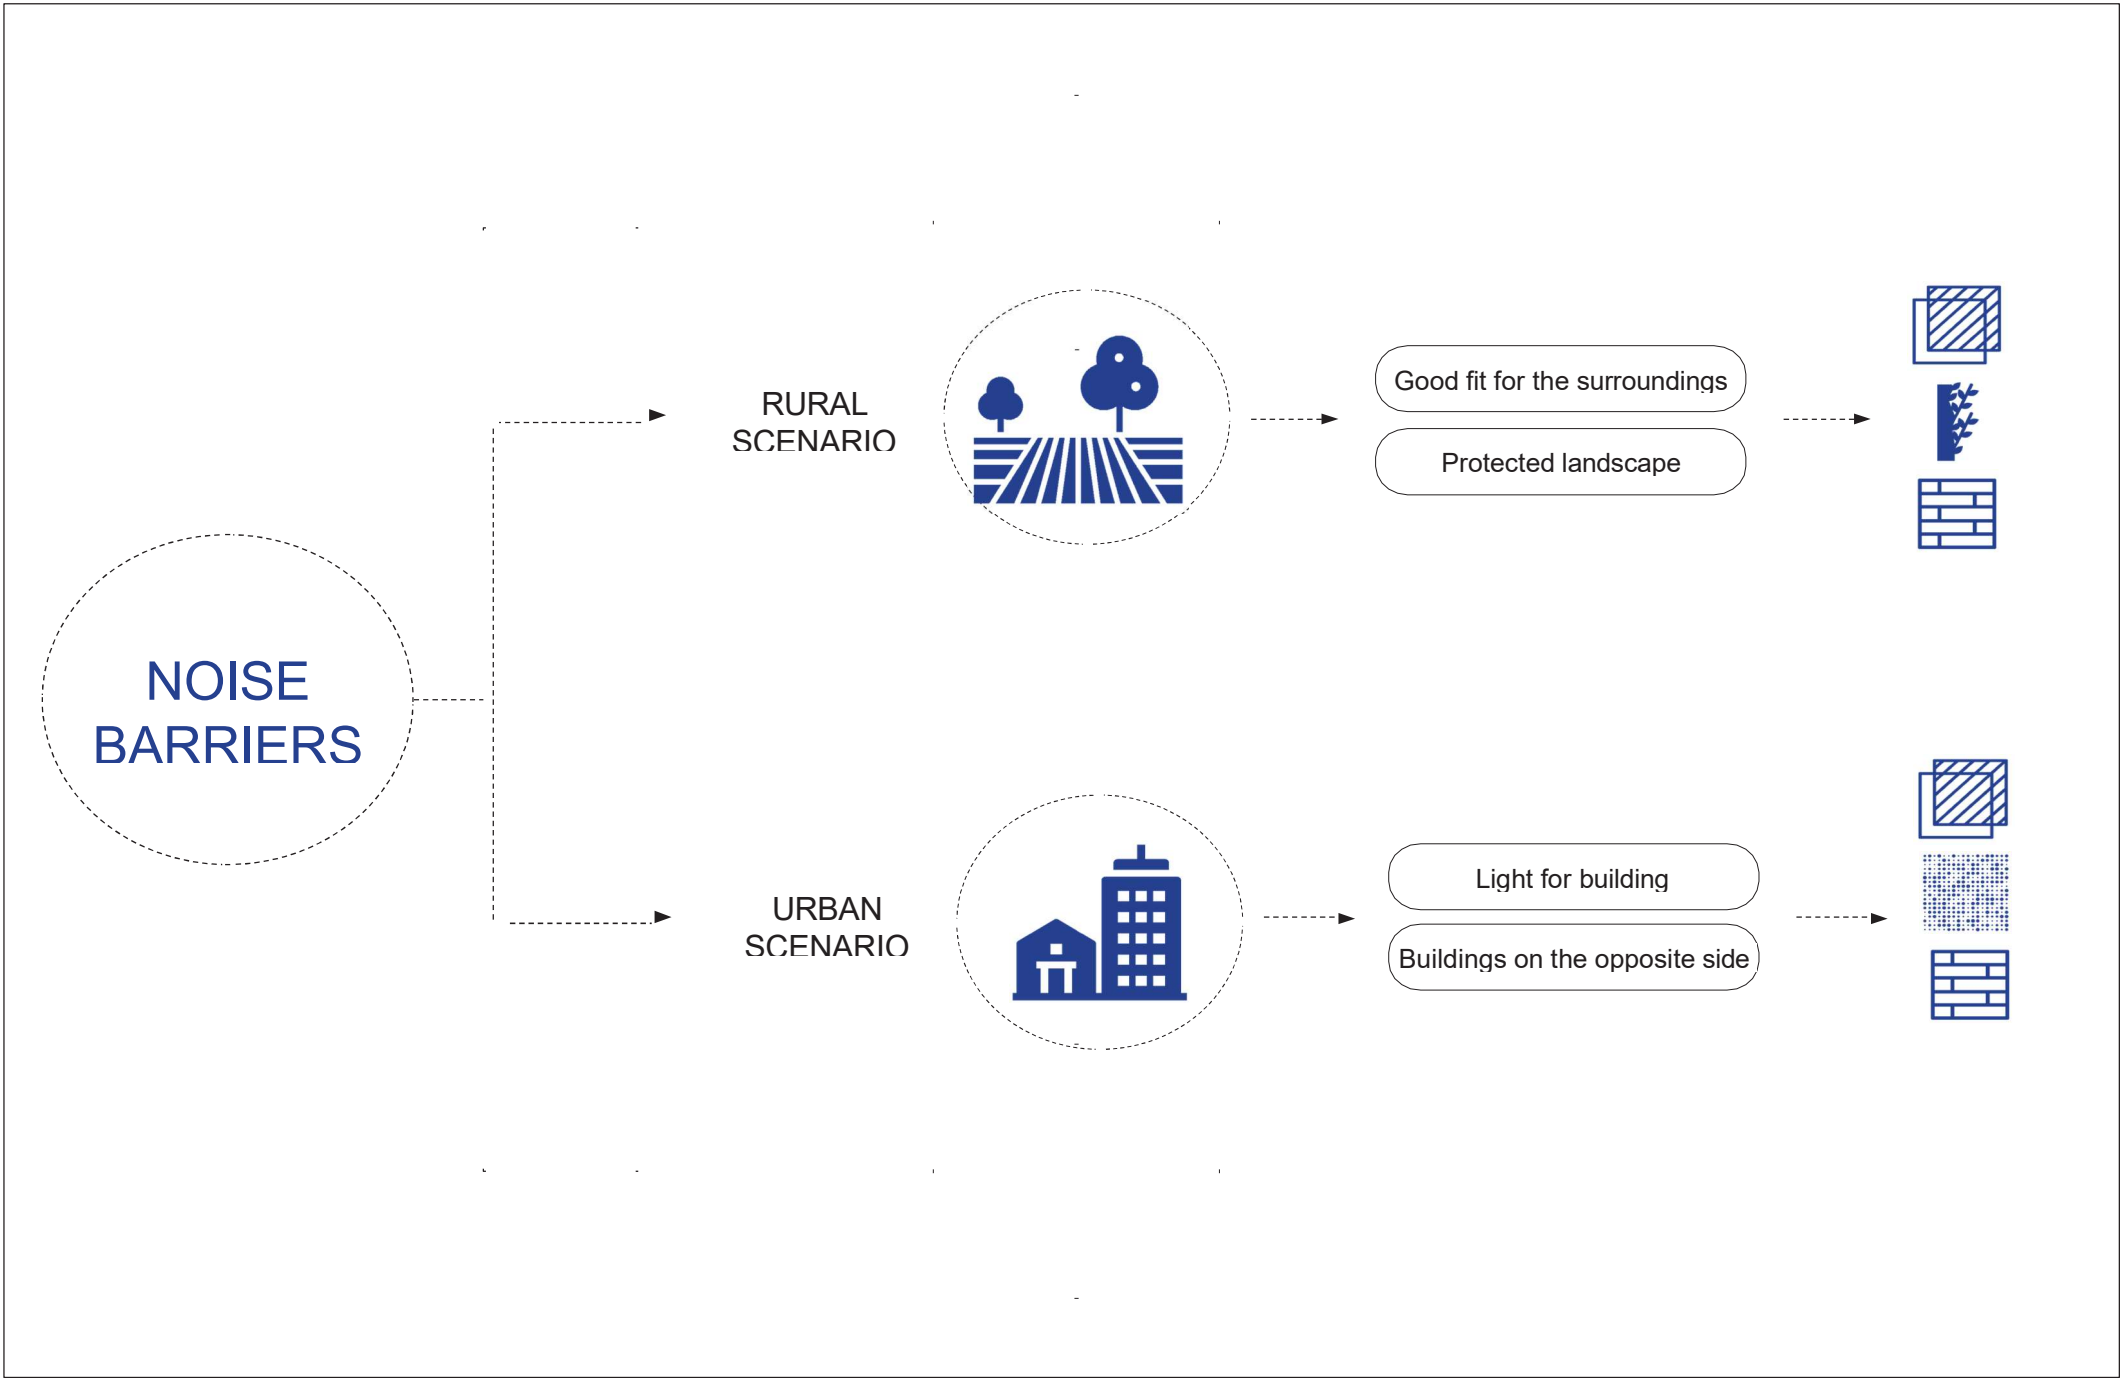 NOISE
BARRIERS
RURAL
SCENARIO
Good fit for the surroundings
Protected landscape
URBAN
SCENARIO
Light for building
Buildings on the opposite side